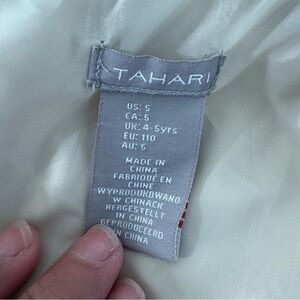 TAHARI
US: 5
CA: 5
UK: 4-5yrs
EU: 110
AU: 5
MADE IN
CHINA
FABRIQUÉ EN
CHINE
WYPRODUKOWANO
W CHINACH
HERGESTELLT
IN CHINA
GEPRODUCEERD
IN CHINA